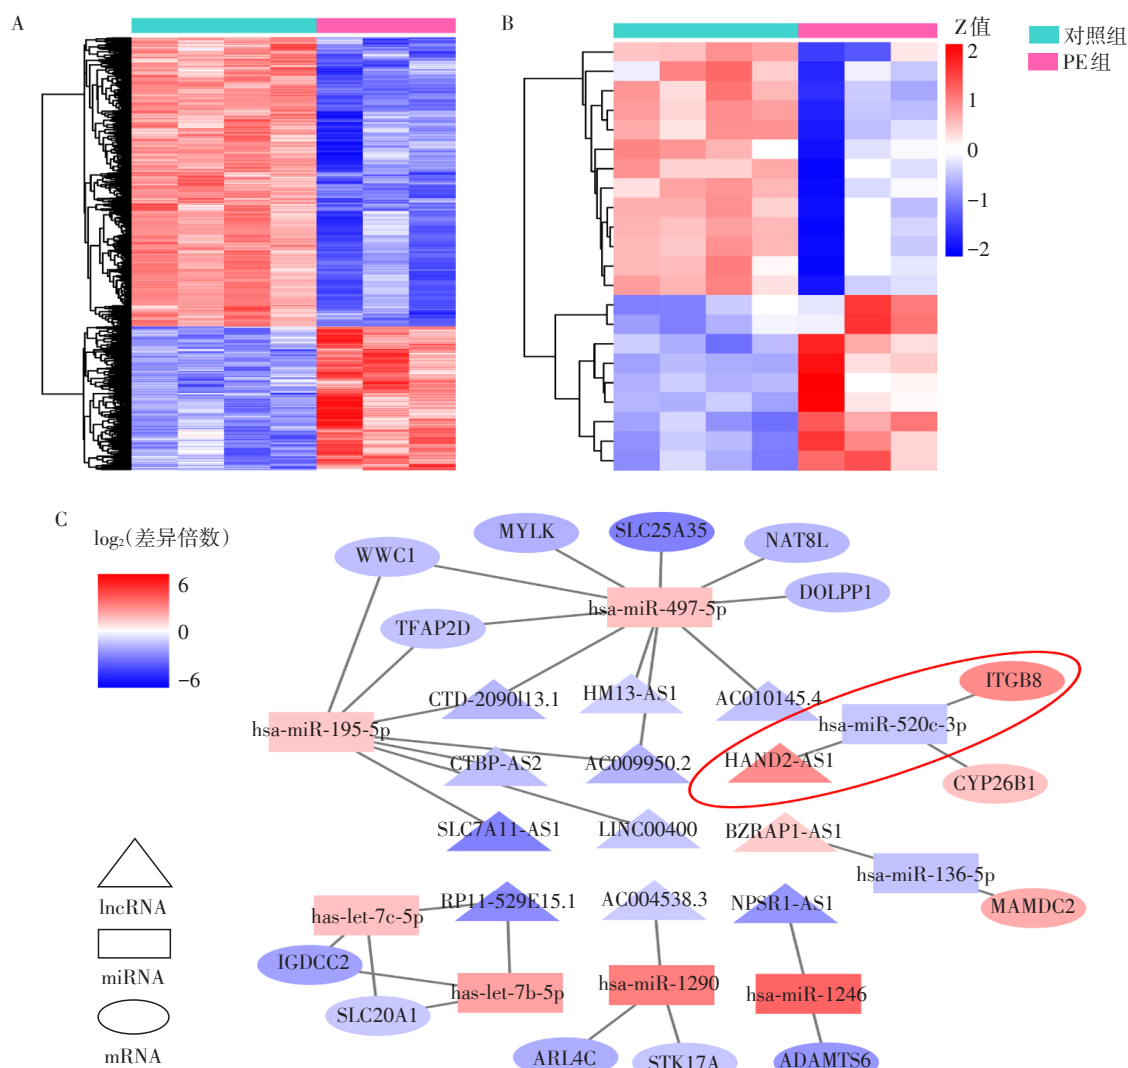 A
B
Z值
2
1
0
−1
−2
对照组
PE组
C
log₂(差异倍数)
6
0
−6
MYLK
SLC25A35
NAT8L
WWC1
DOLPP1
hsa-miR-497-5p
TFAP2D
ITGB8
CTD-2090I13.1
HM13-AS1
AC010145.4
hsa-miR-520c-3p
hsa-miR-195-5p
CTBP-AS2
AC009950.2
HAND2-AS1
CYP26B1
SLC7A11-AS1
LINC00400
BZRAP1-AS1
hsa-miR-136-5p
lncRNA
RP11-529E15.1
AC004538.3
NPSR1-AS1
MAMDC2
has-let-7c-5p
IGDCC2
miRNA
has-let-7b-5p
hsa-miR-1290
hsa-miR-1246
SLC20A1
mRNA
ARL4C
STK17A
ADAMTS6